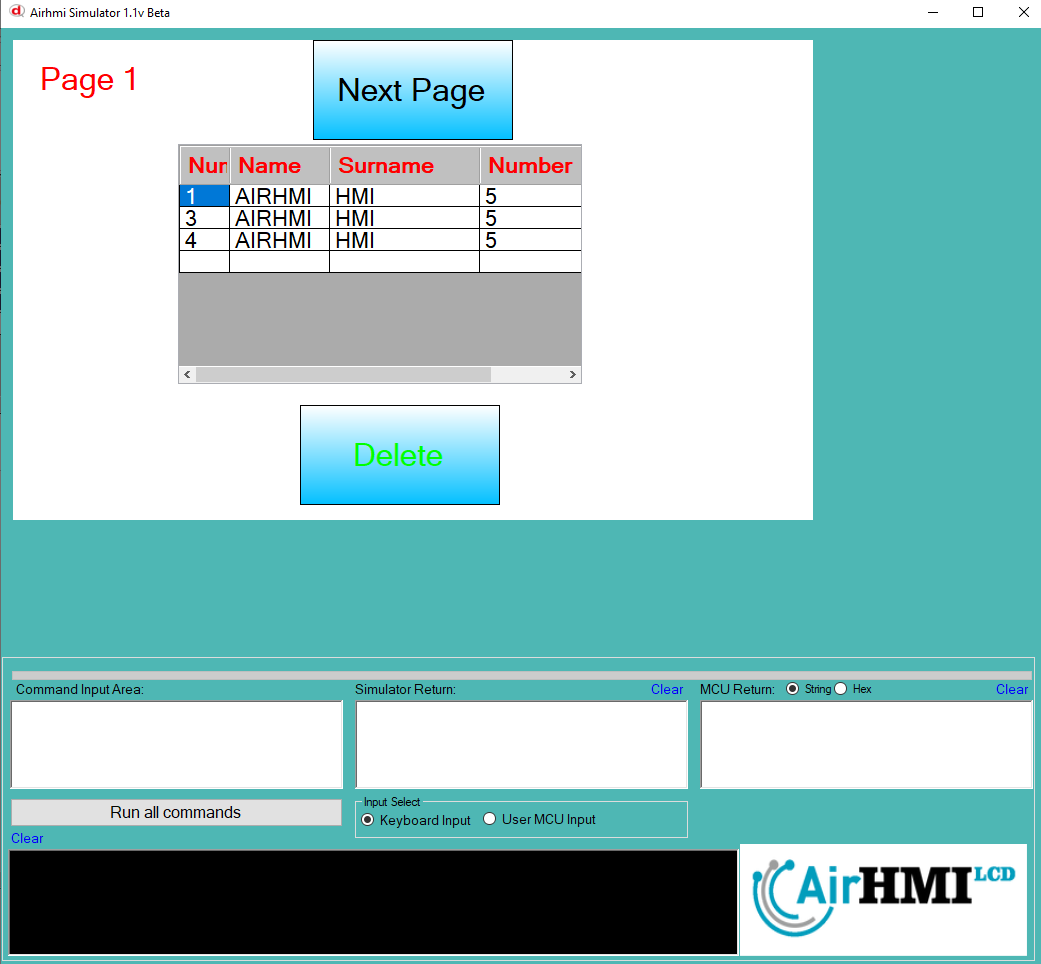 Airhmi Simulator 1.1v Beta
Page 1
Next Page
Num Name Surname Number
1 AIRHMI HMI 5
3 AIRHMI HMI 5
4 AIRHMI HMI 5
Delete
Command Input Area:
Simulator Return: Clear
MCU Return: String Hex Clear
Run all commands
Input Select
Keyboard Input User MCU Input
Clear
AirHMI LCD